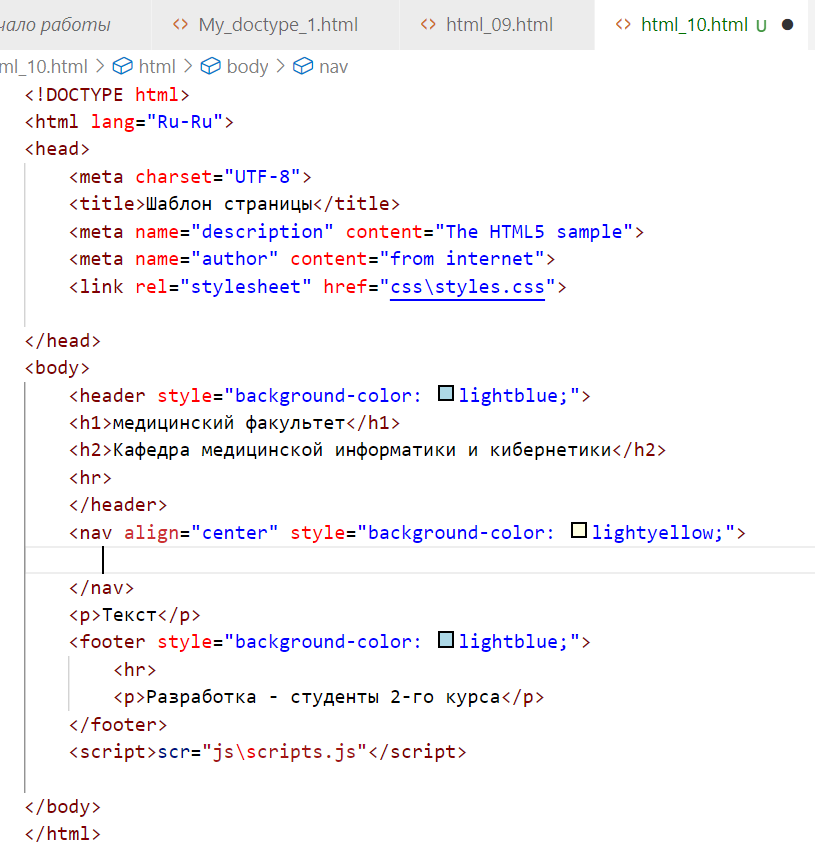 чало работы My_doctype_1.html html_09.html html_10.html U
ml_10.html > html > body > nav
<!DOCTYPE html>
<html lang="Ru-Ru">
<head>
<meta charset="UTF-8">
<title>Шаблон страницы</title>
<meta name="description" content="The HTML5 sample">
<meta name="author" content="from internet">
<link rel="stylesheet" href="css\styles.css">
</head>
<body>
<header style="background-color: lightblue;">
<h1>медицинский факультет</h1>
<h2>Кафедра медицинской информатики и кибернетики</h2>
<hr>
</header>
<nav align="center" style="background-color: lightyellow;">
</nav>
<p>Текст</p>
<footer style="background-color: lightblue;">
<hr>
<p>Разработка - студенты 2-го курса</p>
</footer>
<script>scr="js\scripts.js"</script>
</body>
</html>